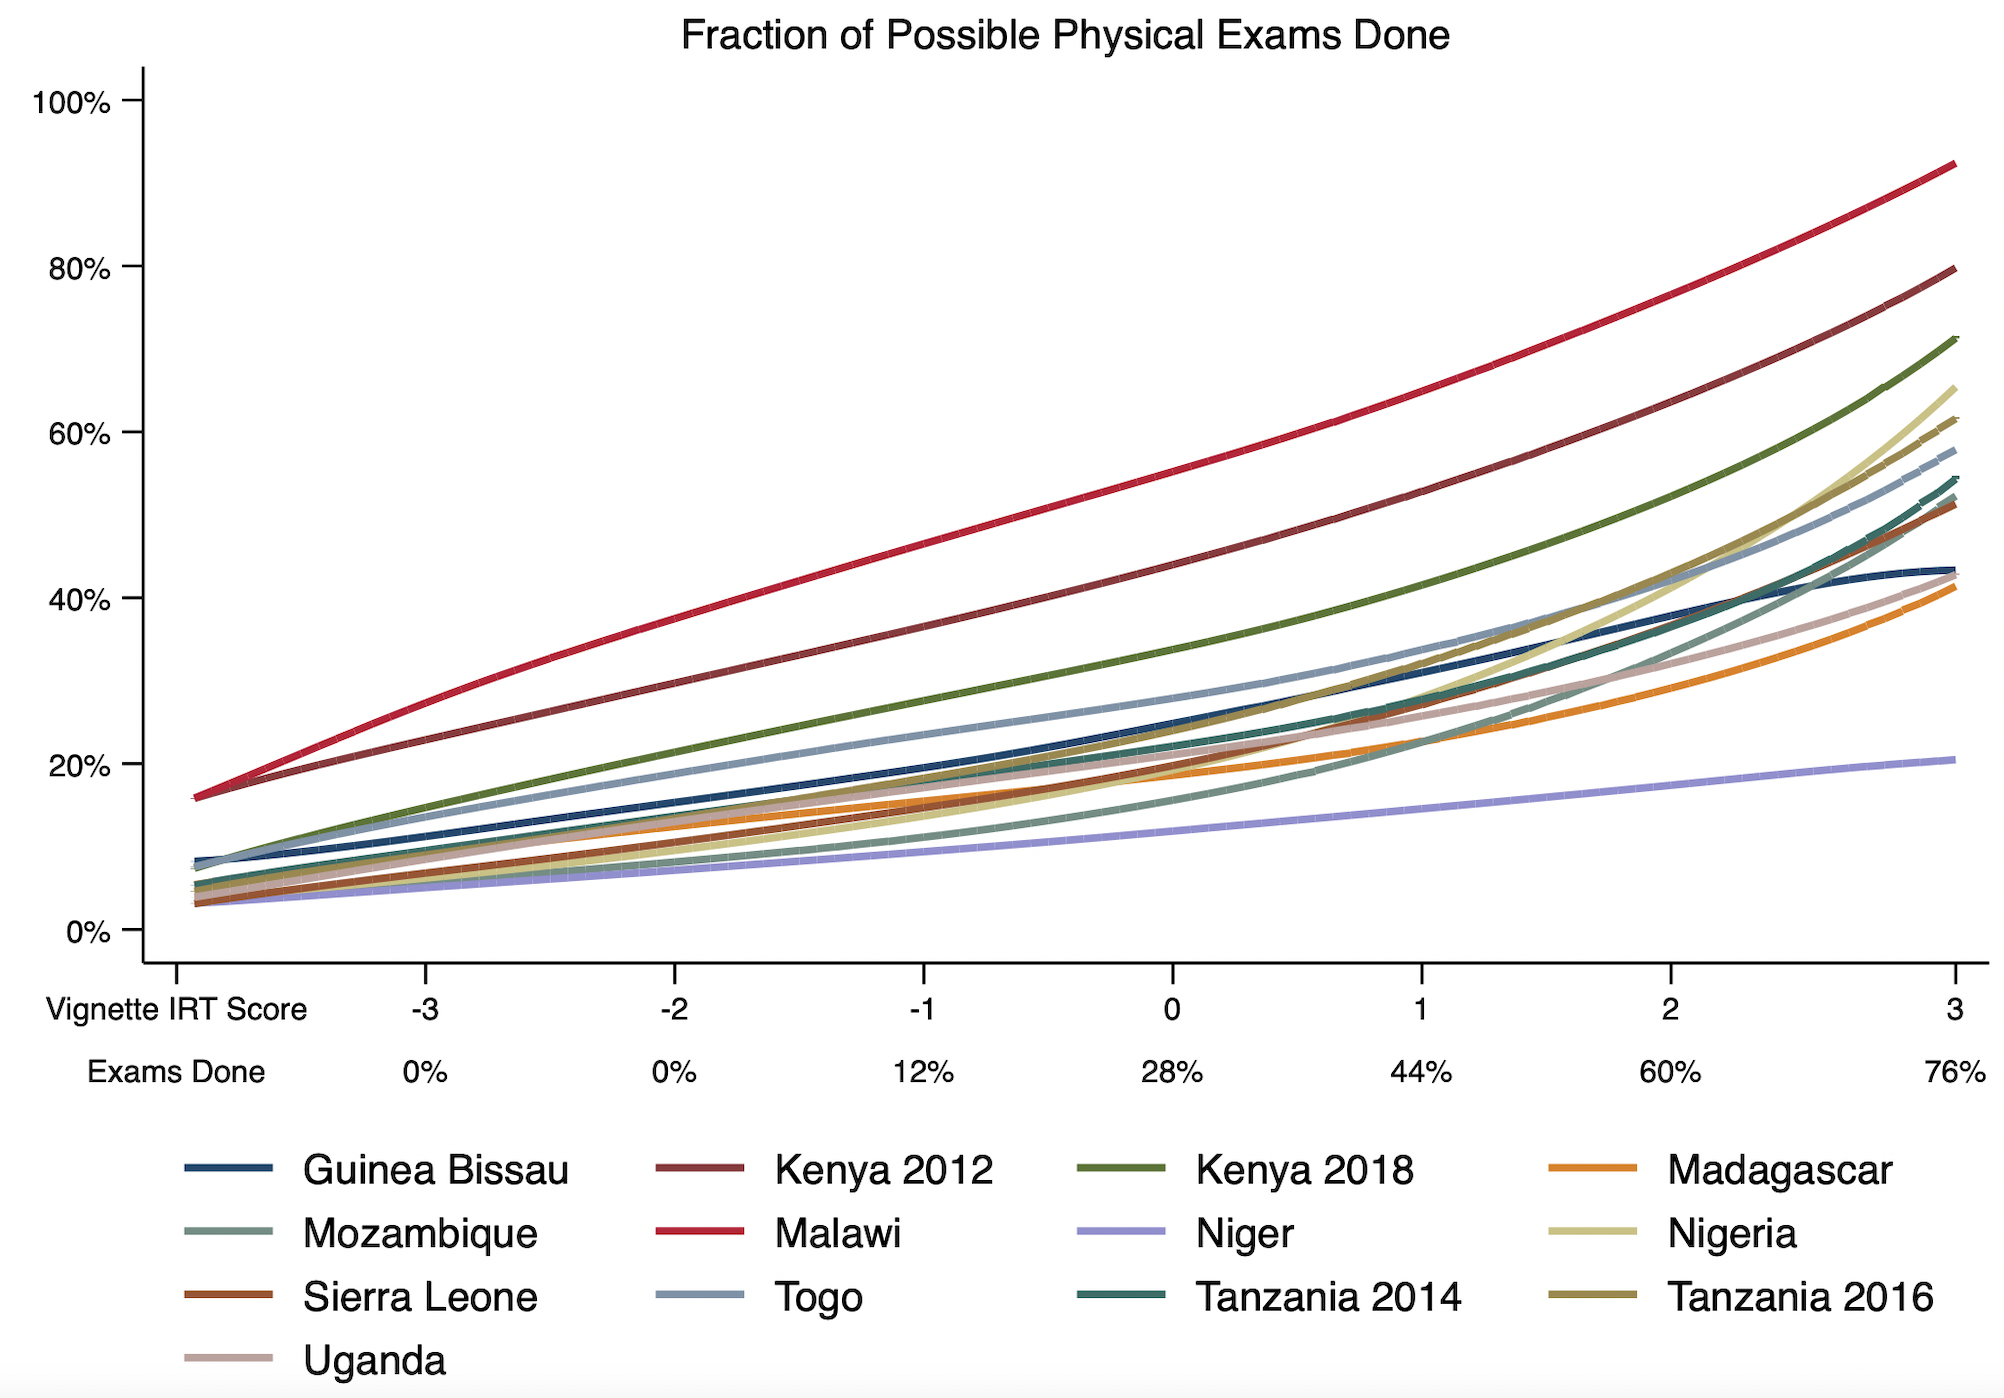 Fraction of Possible Physical Exams Done
100%
80%
60%
40%
20%
0%
Vignette IRT Score -3 -2 -1 0 1 2 3
Exams Done 0% 0% 12% 28% 44% 60% 76%
Guinea Bissau Kenya 2012 Kenya 2018 Madagascar
Mozambique Malawi Niger Nigeria
Sierra Leone Togo Tanzania 2014 Tanzania 2016
Uganda